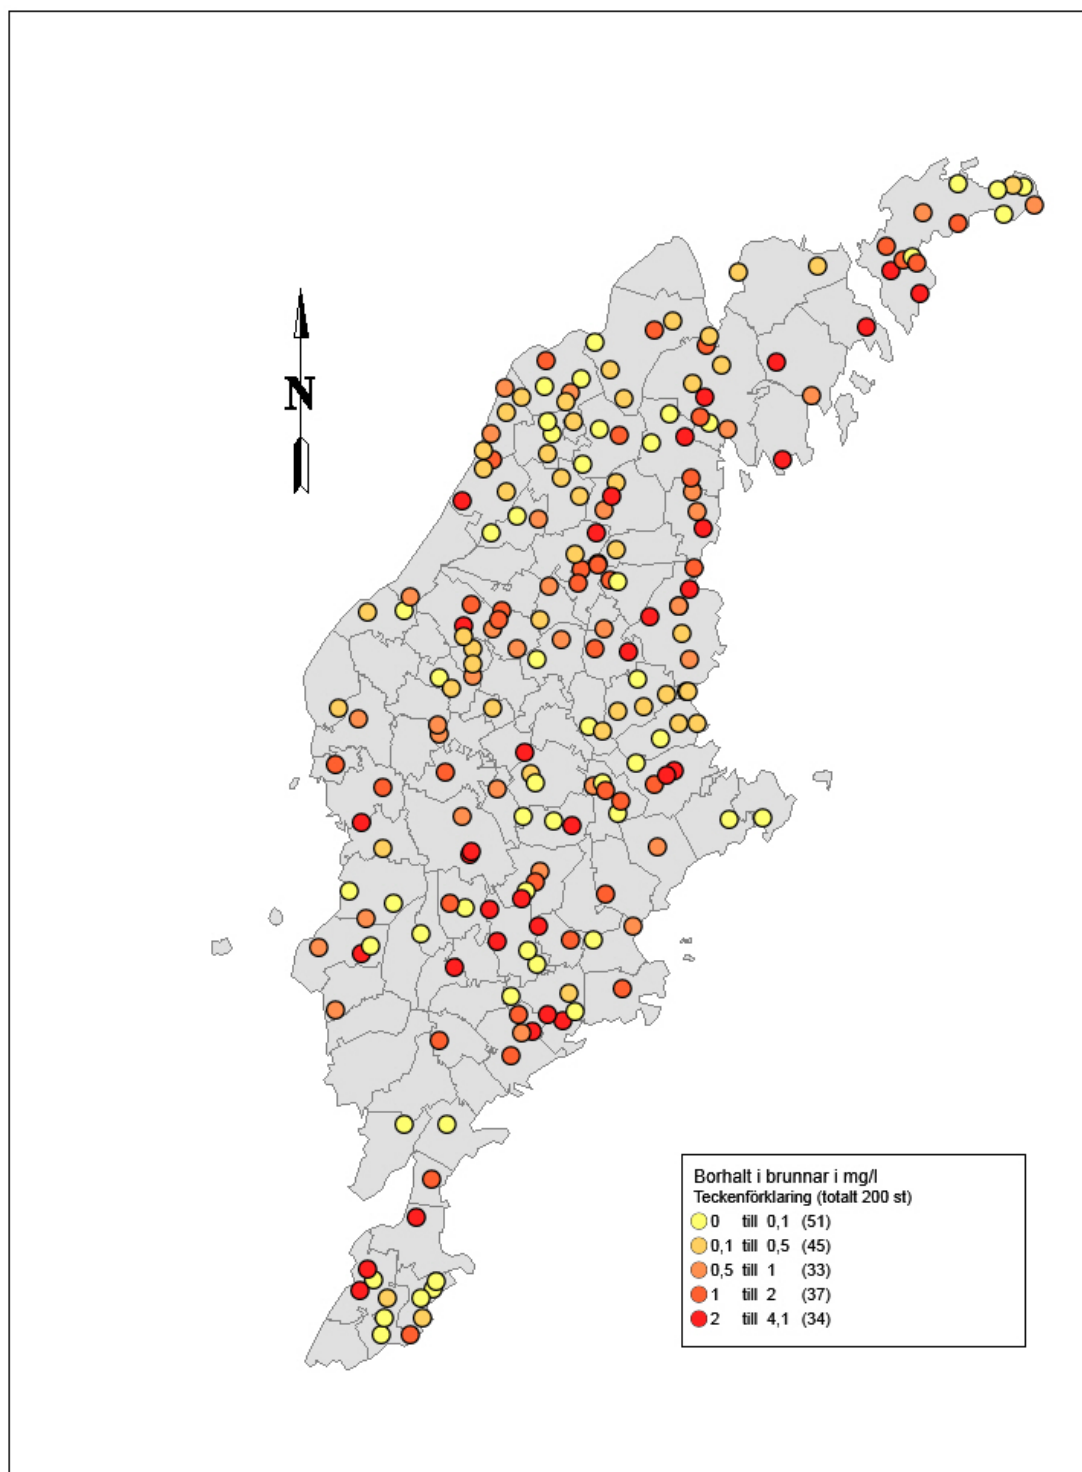 N
Borhalt i brunnar i mg/l
Teckenförklaring (totalt 200 st)
0 till 0,1 (51)
0,1 till 0,5 (45)
0,5 till 1 (33)
1 till 2 (37)
2 till 4,1 (34)